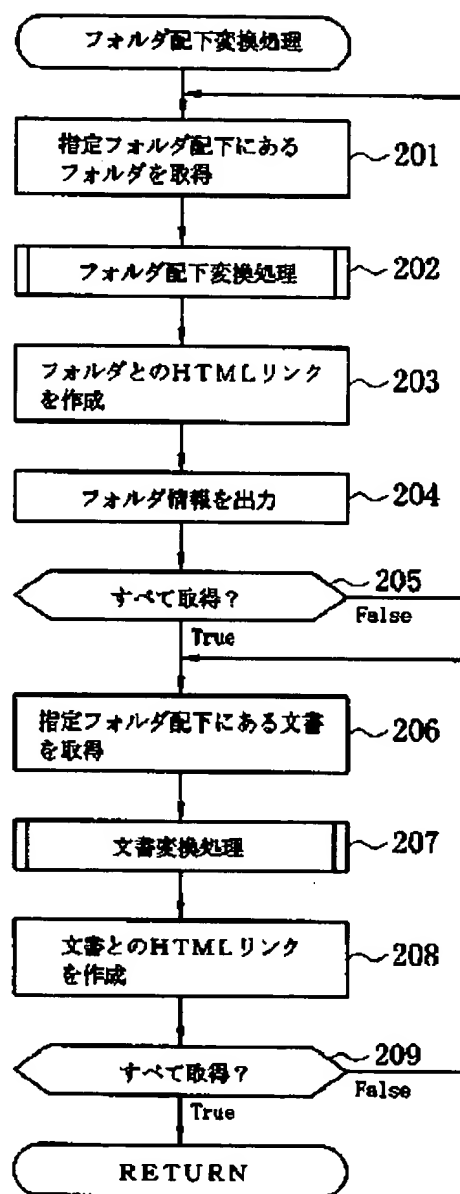 フォルダ配下変換処理
指定フォルダ配下にある
フォルダを取得
201
フォルダ配下変換処理
202
フォルダとのHTMLリンク
を作成
203
フォルダ情報を出力
204
すべて取得？
205
False
True
指定フォルダ配下にある文書
を取得
206
文書変換処理
207
文書とのHTMLリンク
を作成
208
すべて取得？
209
False
True
RETURN